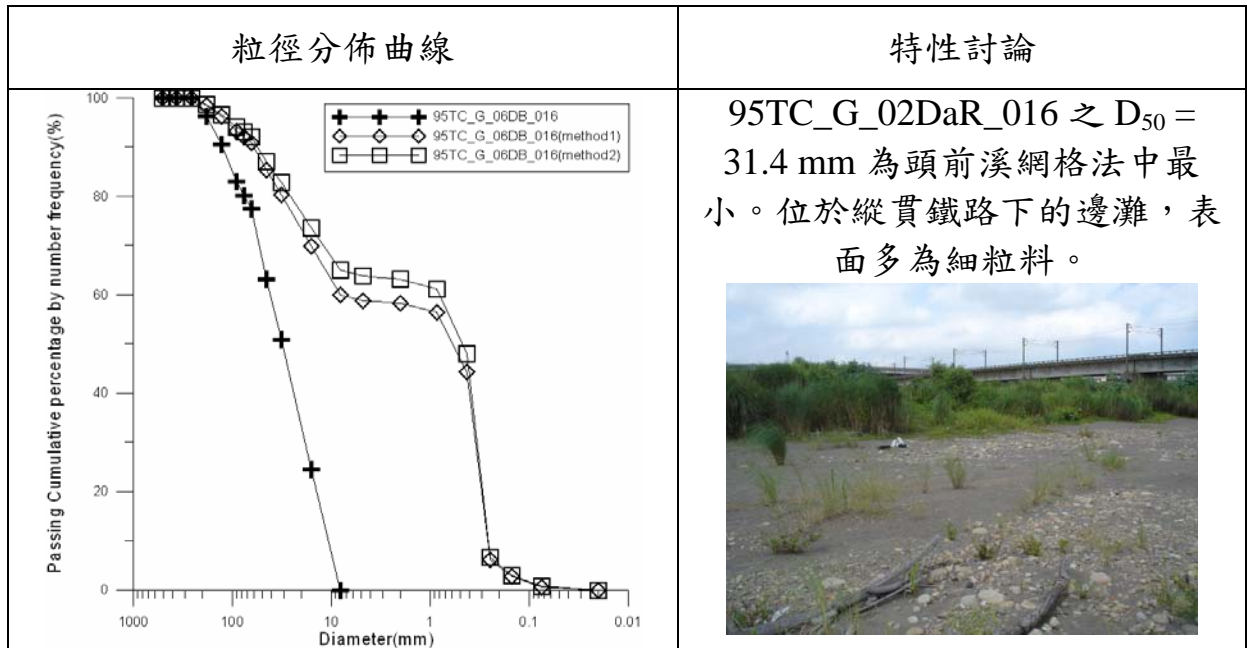 粒徑分佈曲線
特性討論
Passing Cumulative percentage by number frequency(%)
100
80
60
40
20
0
95TC_G_06DB_016
95TC_G_06DB_016(method1)
95TC_G_06DB_016(method2)
1000
100
10
1
0.1
0.01
Diameter(mm)
95TC_G_02DaR_016 之 D₅₀ =
31.4 mm 為頭前溪網格法中最
小。位於縱貫鐵路下的邊灘，表
面多為細粒料。